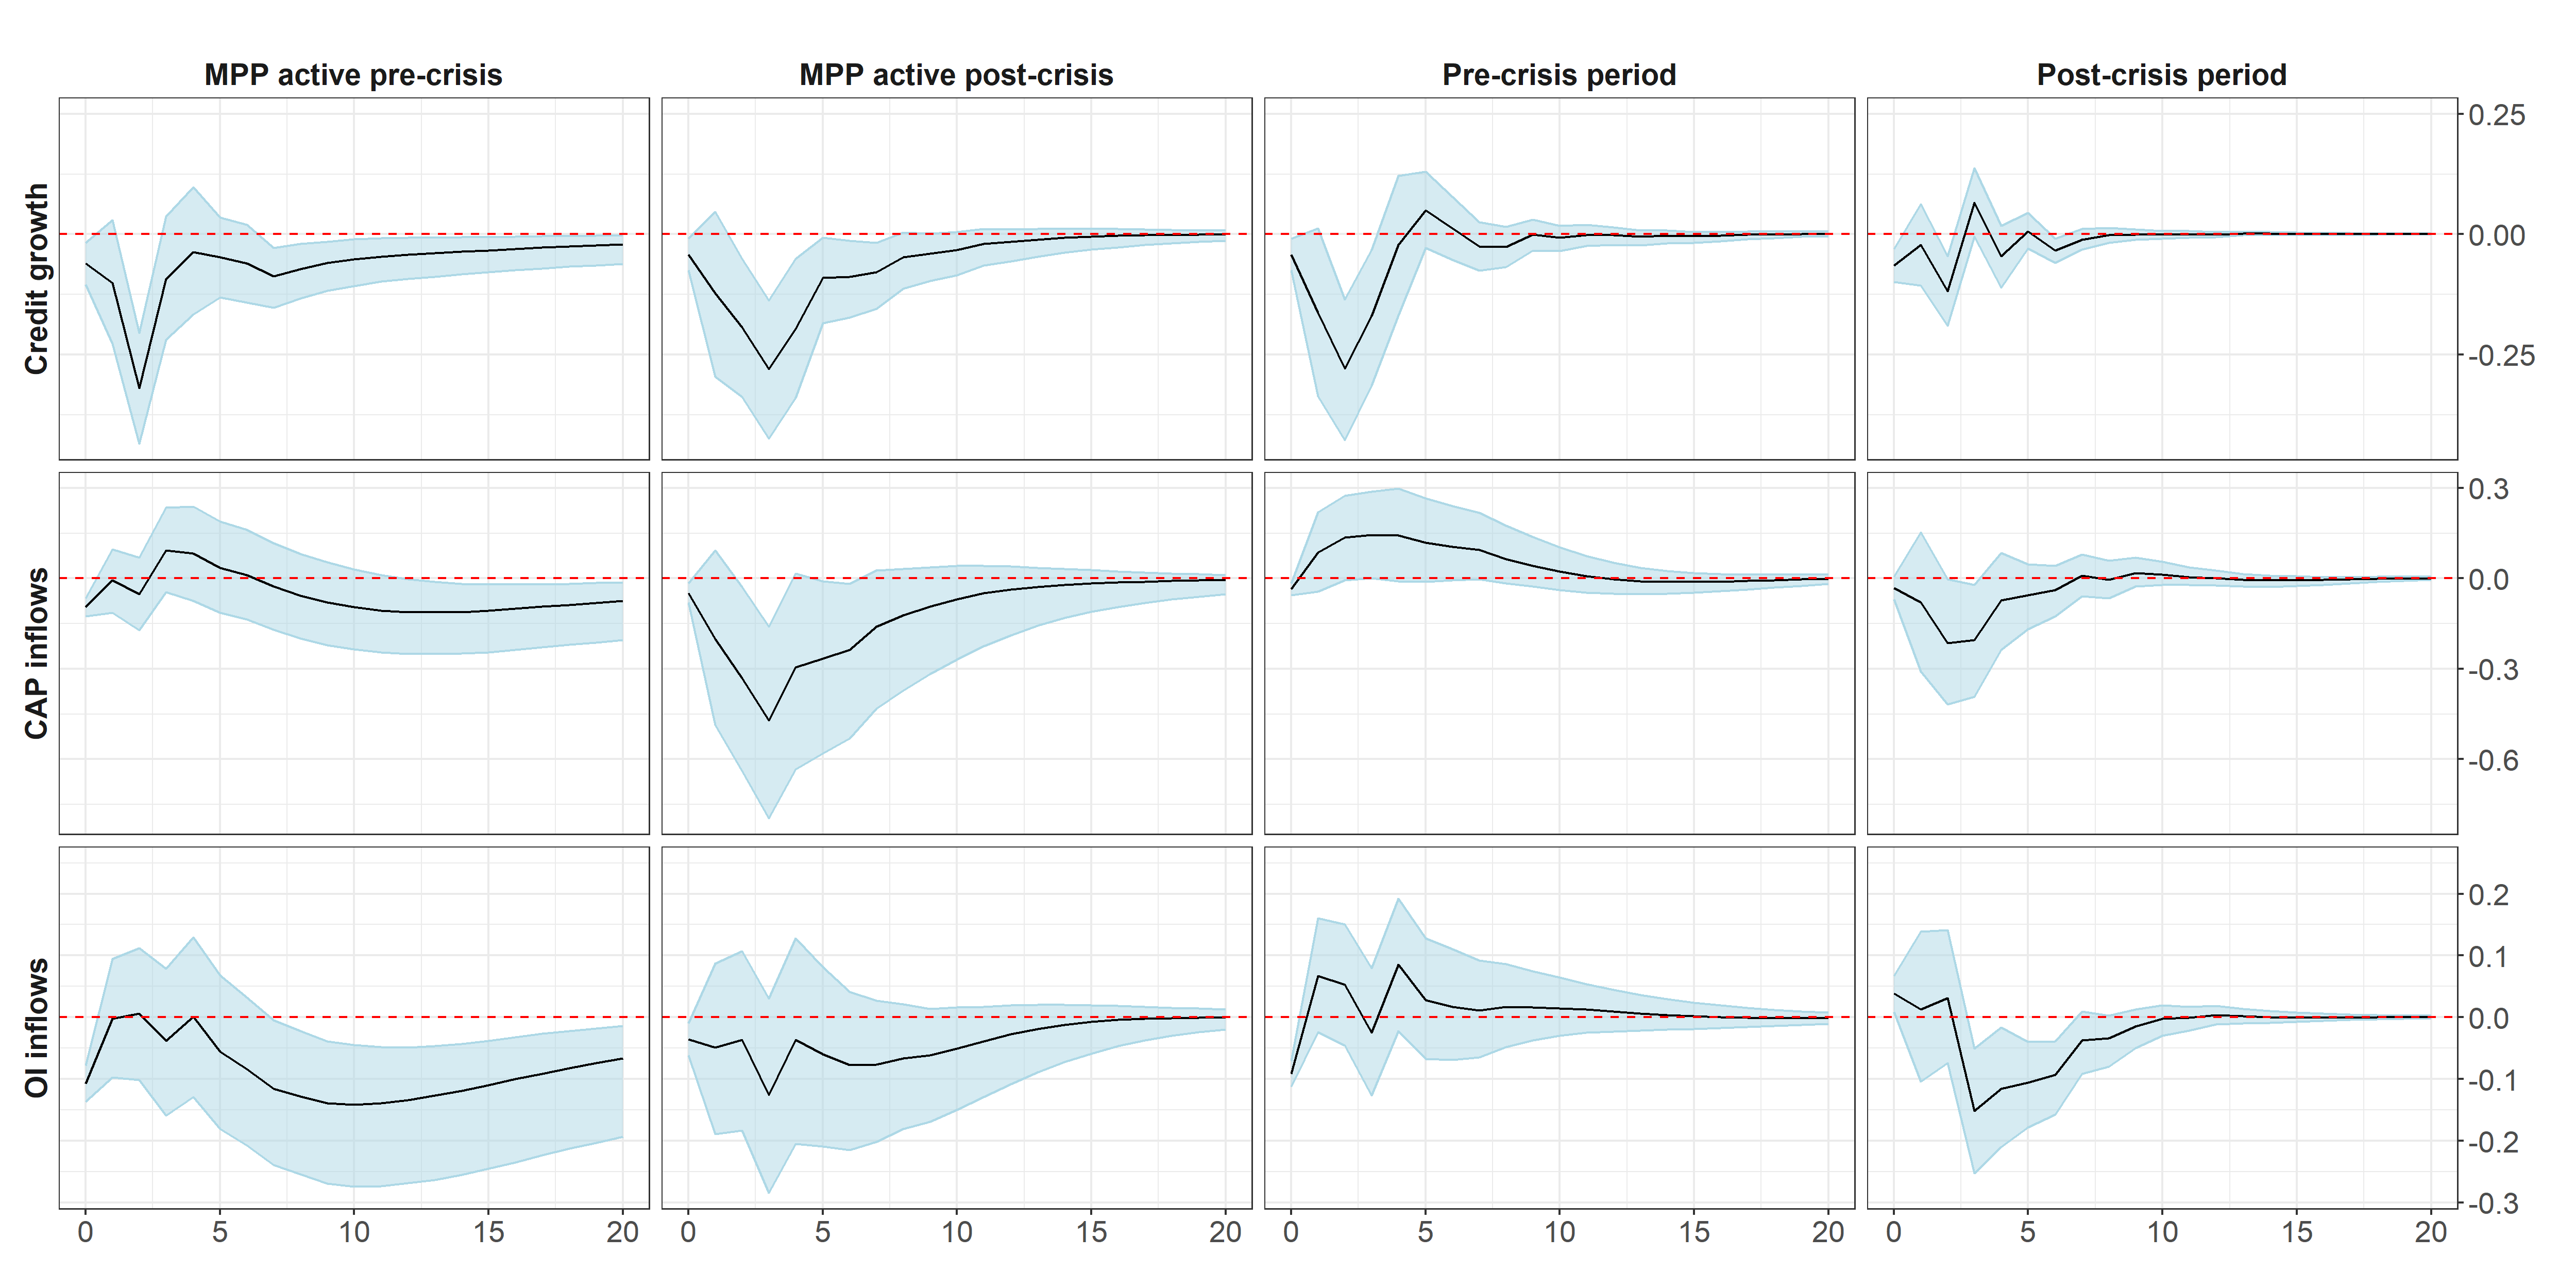 MPP active pre-crisis MPP active post-crisis Pre-crisis period Post-crisis period
Credit growth
0.25
0.00
-0.25
CAP inflows
0.3
0.0
-0.3
-0.6
OI inflows
0.2
0.1
0.0
-0.1
-0.2
-0.3
0 5 10 15 20 0 5 10 15 20 0 5 10 15 20 0 5 10 15 20